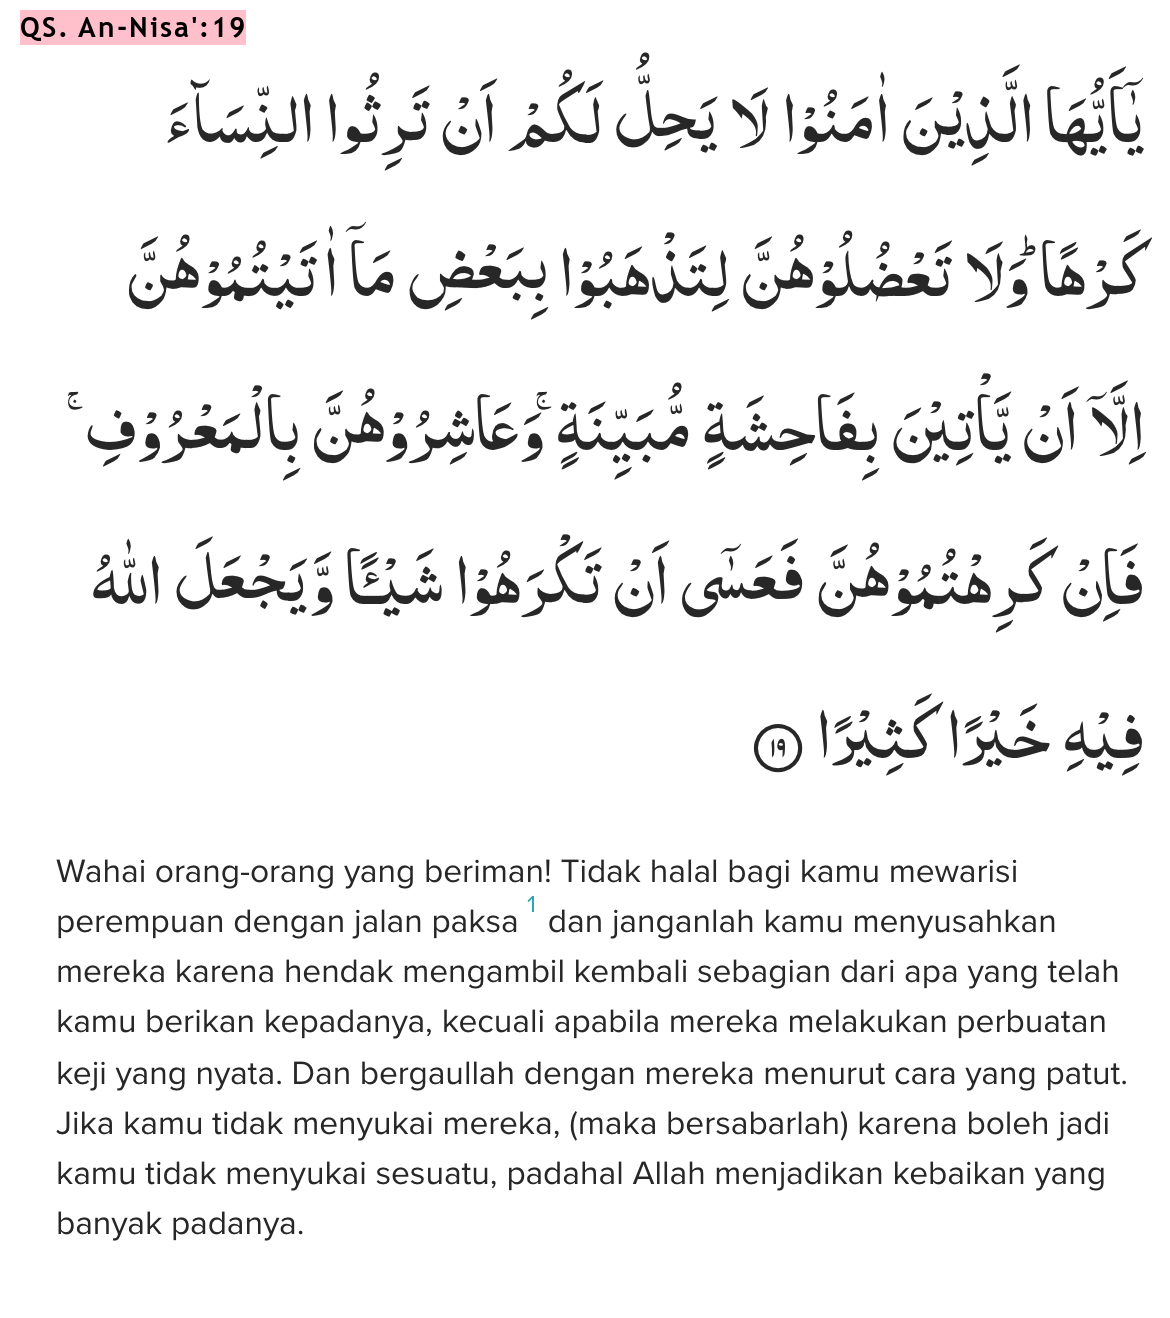 QS. An-Nisa':19
يٰٓاَيُّهَا الَّذِيْنَ اٰمَنُوْا لَا يَحِلُّ لَكُمْ اَنْ تَرِثُوا النِّسَاۤءَ
كَرْهًا ۗوَلَا تَعْضُلُوْهُنَّ لِتَذْهَبُوْا بِبَعْضِ مَآ اٰتَيْتُمُوْهُنَّ
اِلَّآ اَنْ يَّأْتِيْنَ بِفَاحِشَةٍ مُّبَيِّنَةٍ ۚوَعَاشِرُوْهُنَّ بِالْمَعْرُوْفِ ۚ
فَاِنْ كَرِهْتُمُوْهُنَّ فَعَسٰٓى اَنْ تَكْرَهُوْا شَيْـًٔا وَّيَجْعَلَ اللّٰهُ
فِيْهِ خَيْرًا كَثِيْرًا ١٩
Wahai orang-orang yang beriman! Tidak halal bagi kamu mewarisi
perempuan dengan jalan paksa 1 dan janganlah kamu menyusahkan
mereka karena hendak mengambil kembali sebagian dari apa yang telah
kamu berikan kepadanya, kecuali apabila mereka melakukan perbuatan
keji yang nyata. Dan bergaullah dengan mereka menurut cara yang patut.
Jika kamu tidak menyukai mereka, (maka bersabarlah) karena boleh jadi
kamu tidak menyukai sesuatu, padahal Allah menjadikan kebaikan yang
banyak padanya.